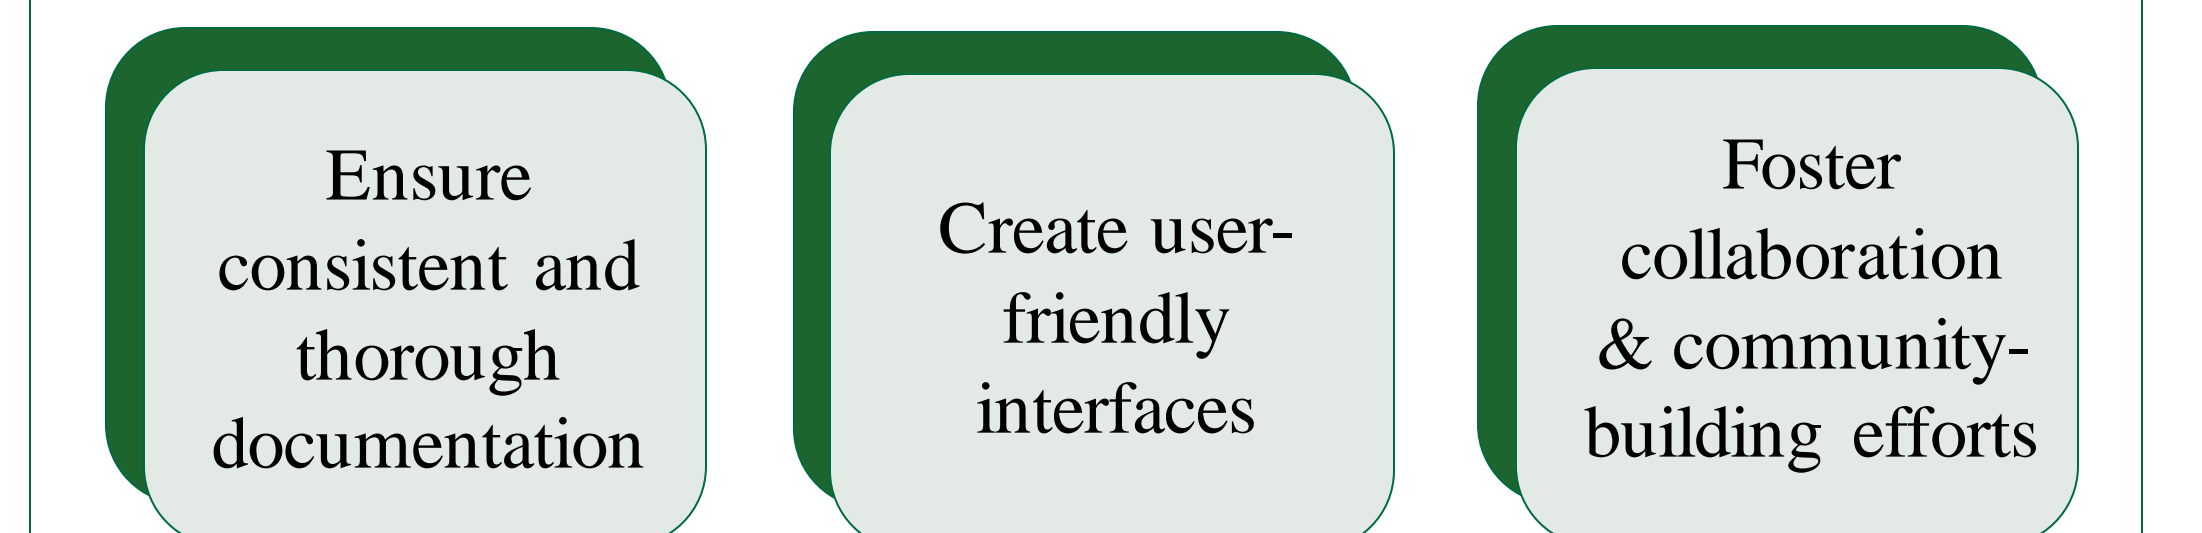 Ensure
consistent and
thorough
documentation
Create user-
friendly
interfaces
Foster
collaboration
& community-
building efforts